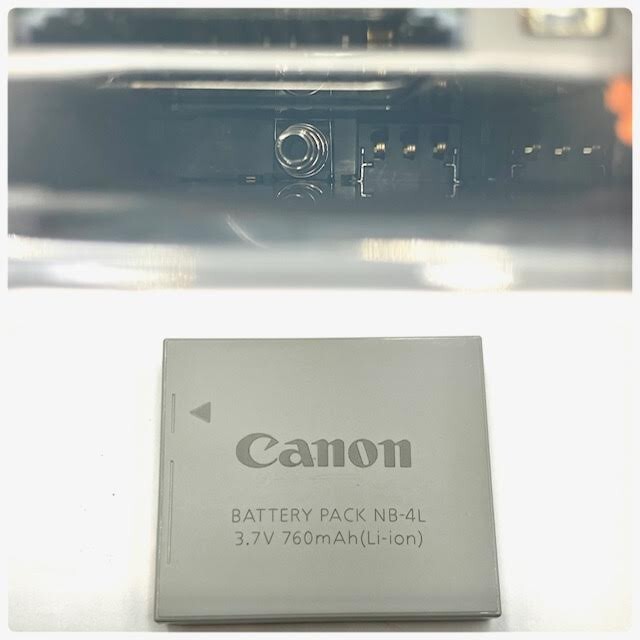 Canon
BATTERY PACK NB-4L
3.7V 760mAh(Li-ion)